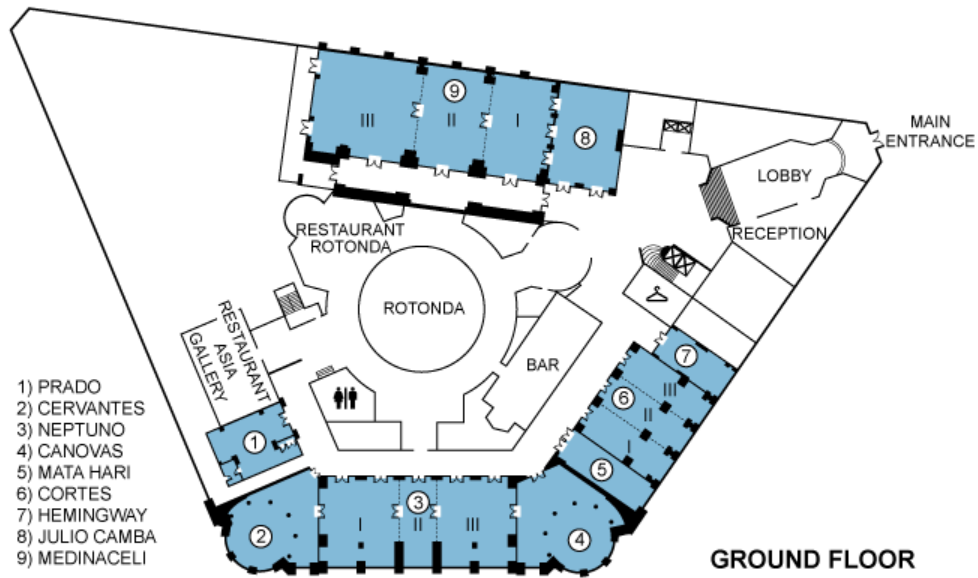 9
III
II
I
8
MAIN
ENTRANCE
LOBBY
RECEPTION
RESTAURANT
ROTONDA
ROTONDA
RESTAURANT
ASIA
GALLERY
BAR
7
III
6
II
I
5
1
2
I
3
II
III
4
1) PRADO
2) CERVANTES
3) NEPTUNO
4) CANOVAS
5) MATA HARI
6) CORTES
7) HEMINGWAY
8) JULIO CAMBA
9) MEDINACELI
GROUND FLOOR